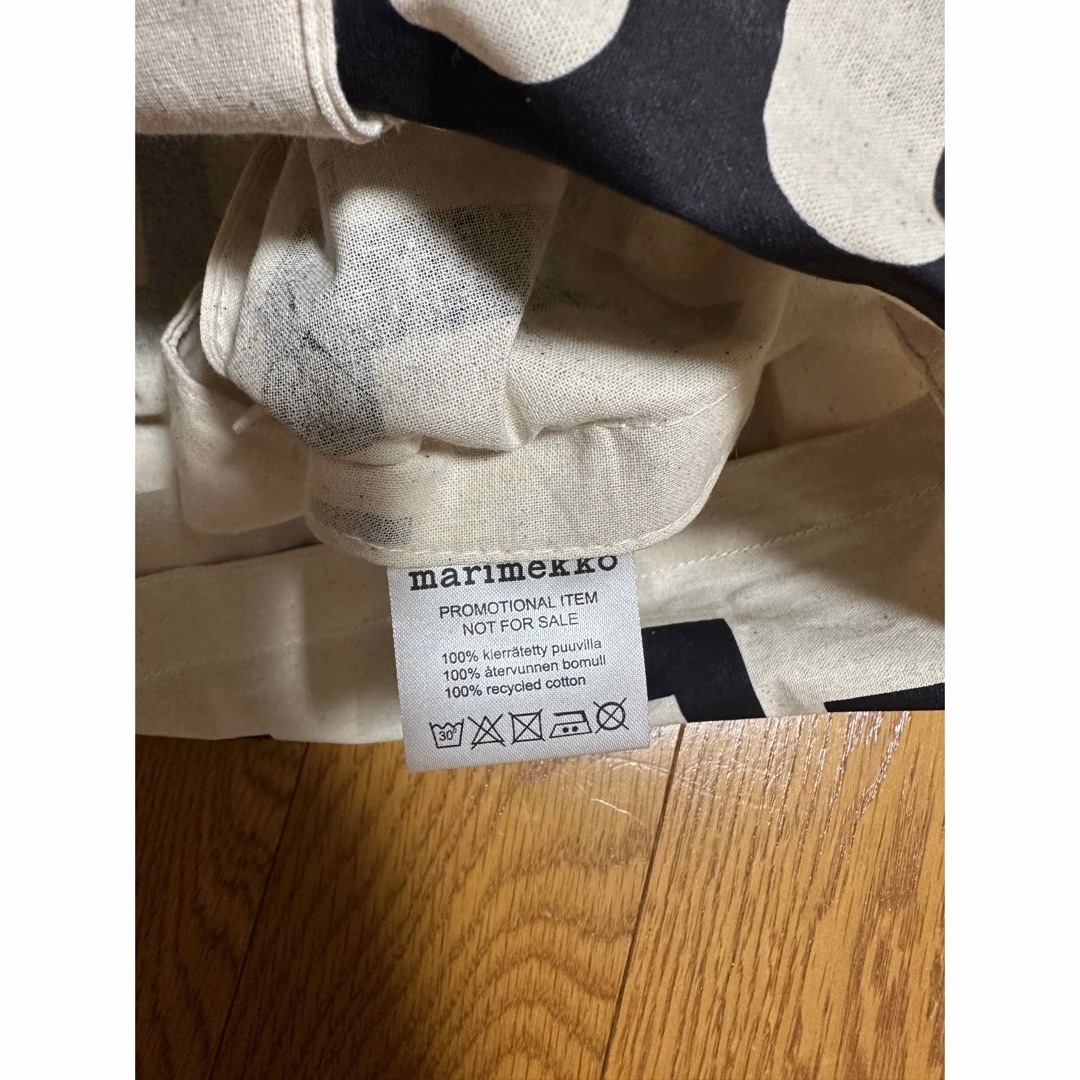 marimekko
PROMOTIONAL ITEM
NOT FOR SALE
100% kierrätetty puuvilla
100% återvunnen bomull
100% recycled cotton
30°